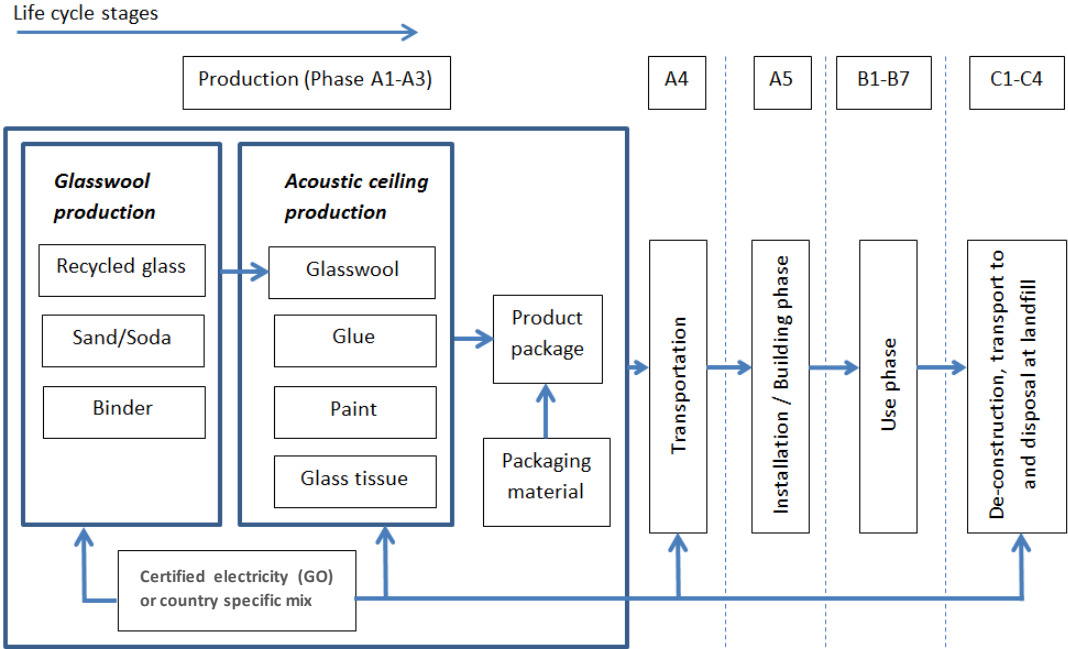 Life cycle stages
Production (Phase A1-A3)
A4
A5
B1-B7
C1-C4
Glasswool
production
Recycled glass
Sand/Soda
Binder
Acoustic ceiling
production
Glasswool
Glue
Paint
Glass tissue
Product
package
Packaging
material
Certified electricity (GO)
or country specific mix
Transportation
Installation / Building phase
Use phase
De-construction, transport to
and disposal at landfill